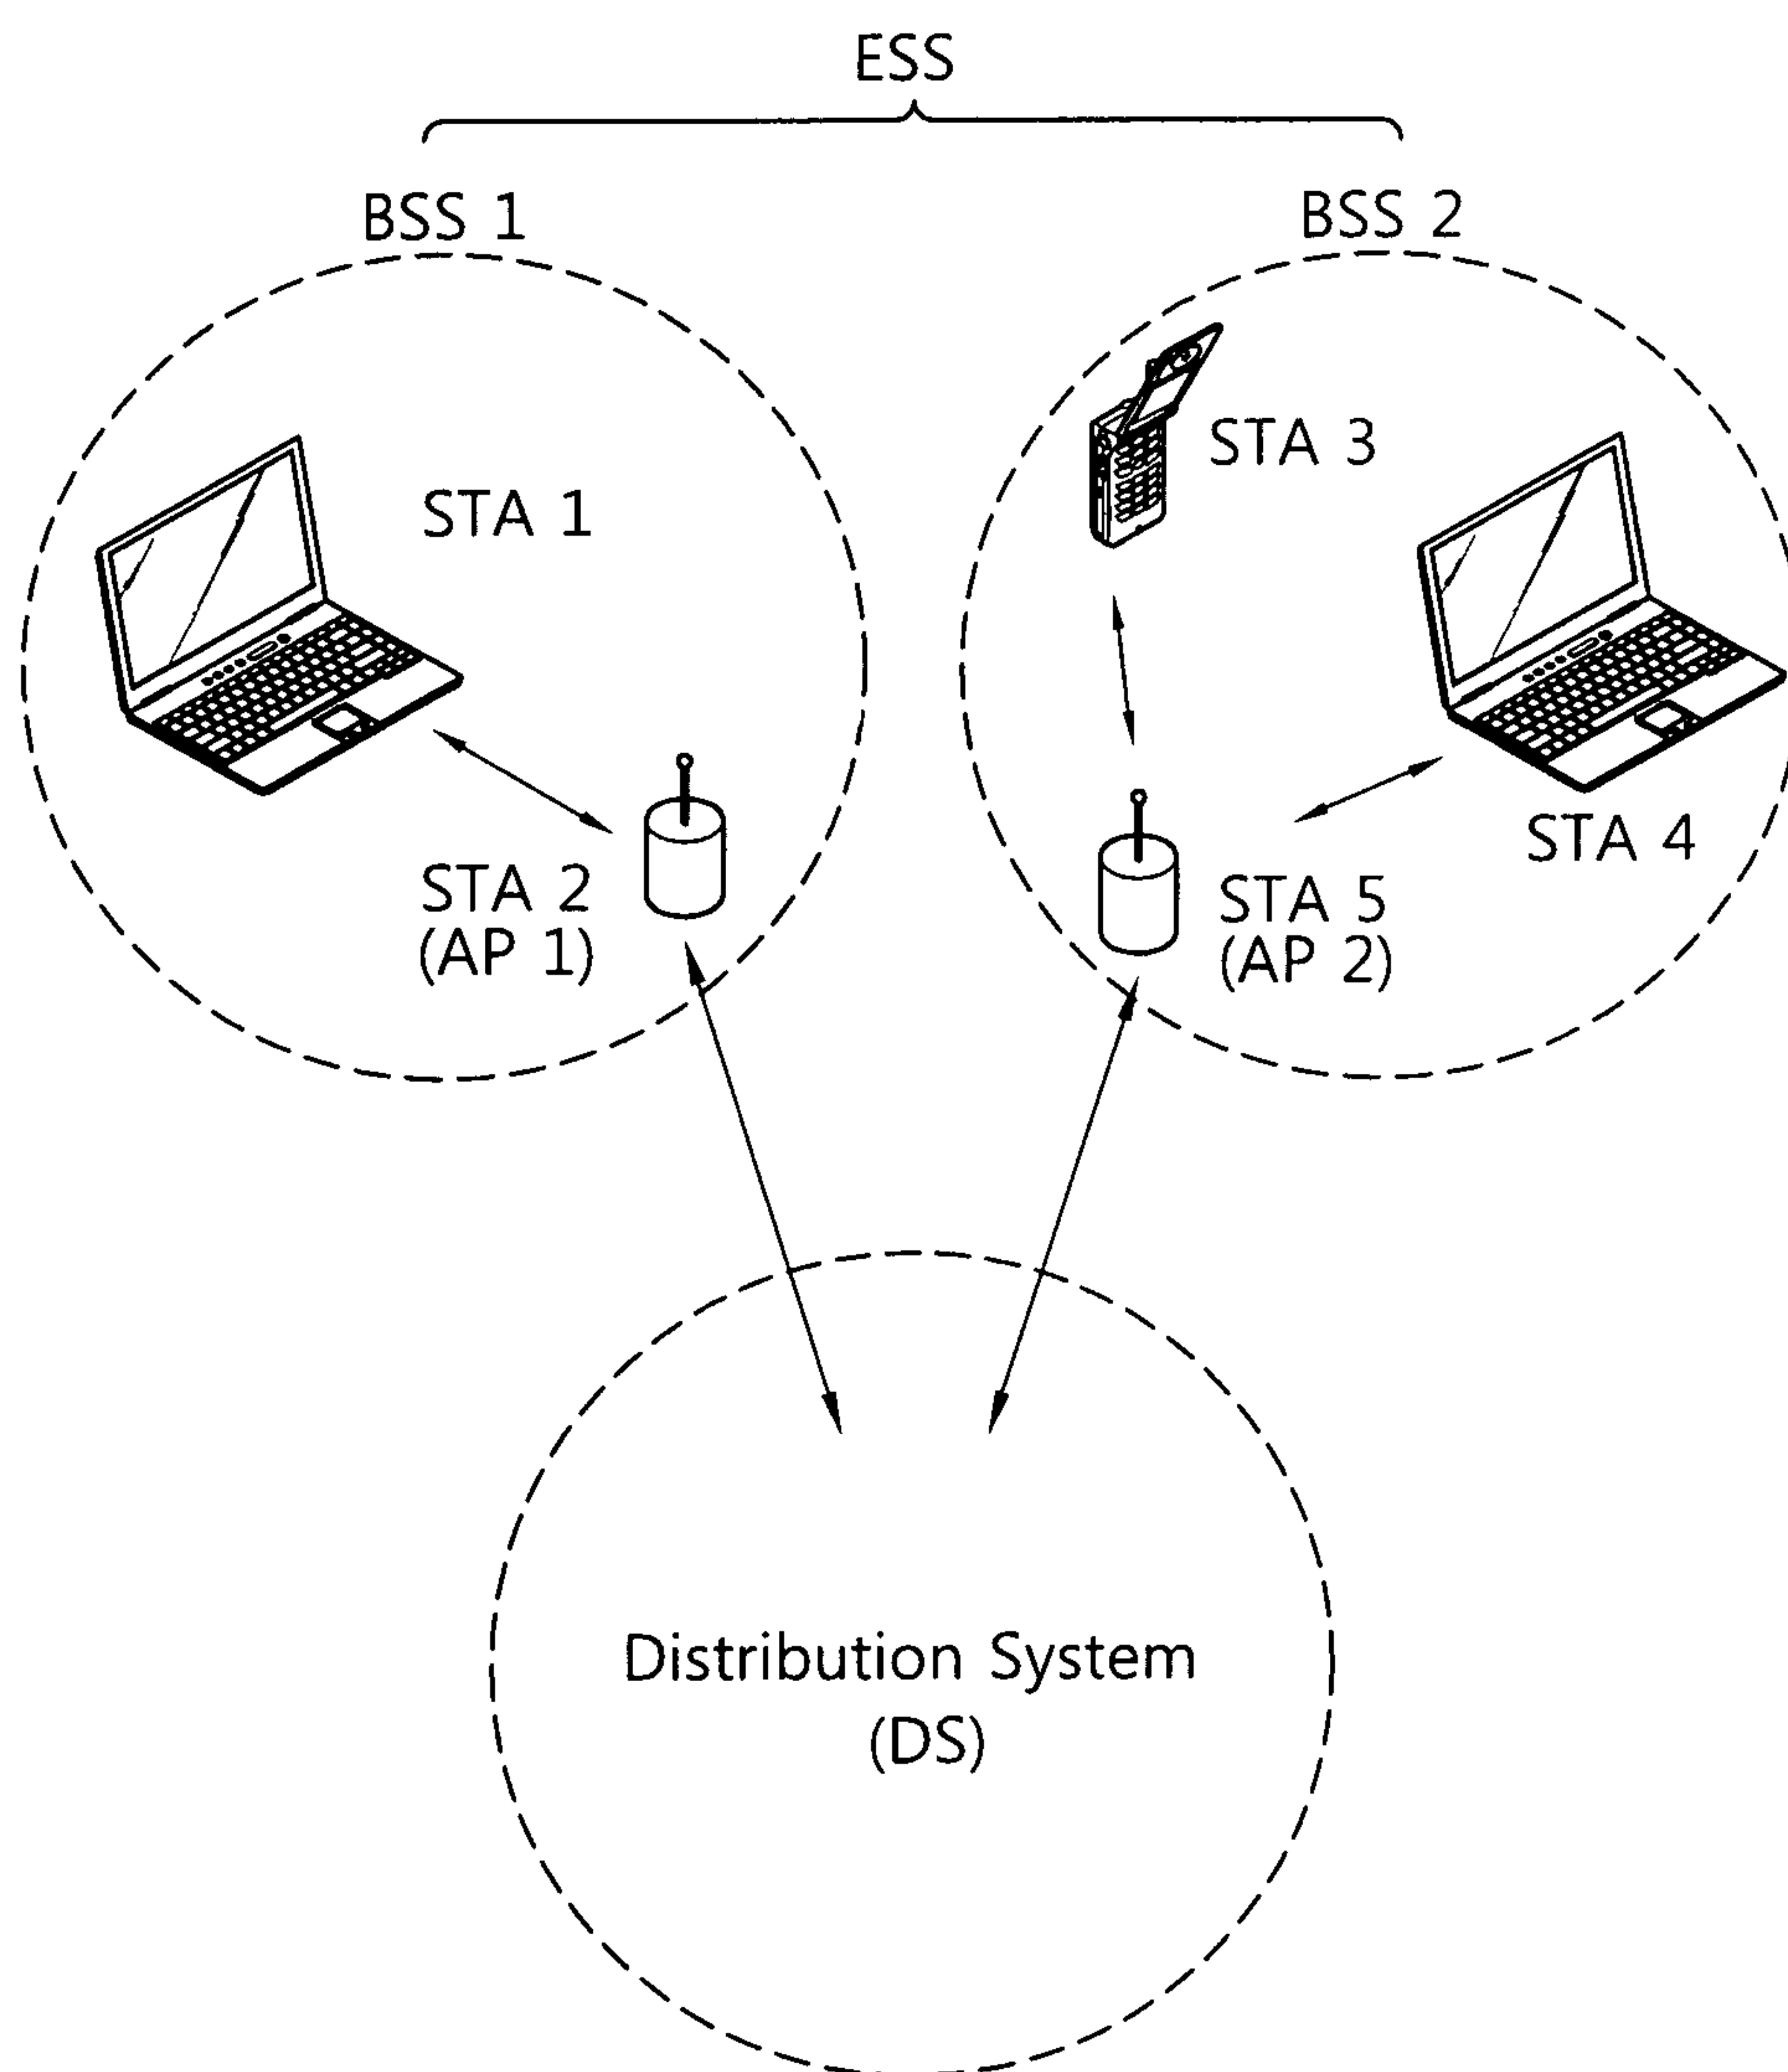 ESS
BSS 1
BSS 2
STA 1
STA 3
STA 4
STA 2
(AP 1)
STA 5
(AP 2)
Distribution System
(DS)